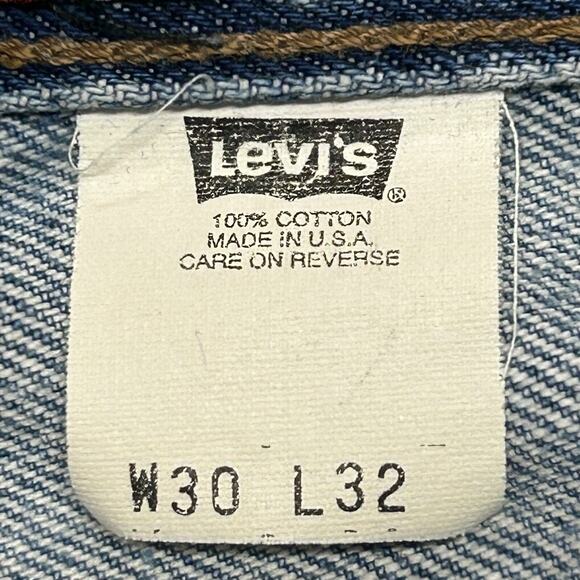 Levi's ®
100% COTTON
MADE IN U.S.A.
CARE ON REVERSE
W30 L32